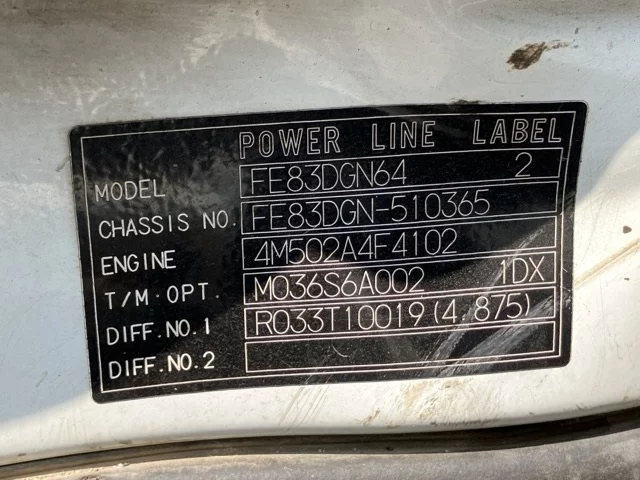 POWER LINE LABEL
MODEL FE83DGN64 2
CHASSIS NO. FE83DGN-510365
ENGINE 4M502A4F4102
T/M·OPT. M036S6A002 1DX
DIFF.NO.1 R033T10019(4.875)
DIFF.NO.2